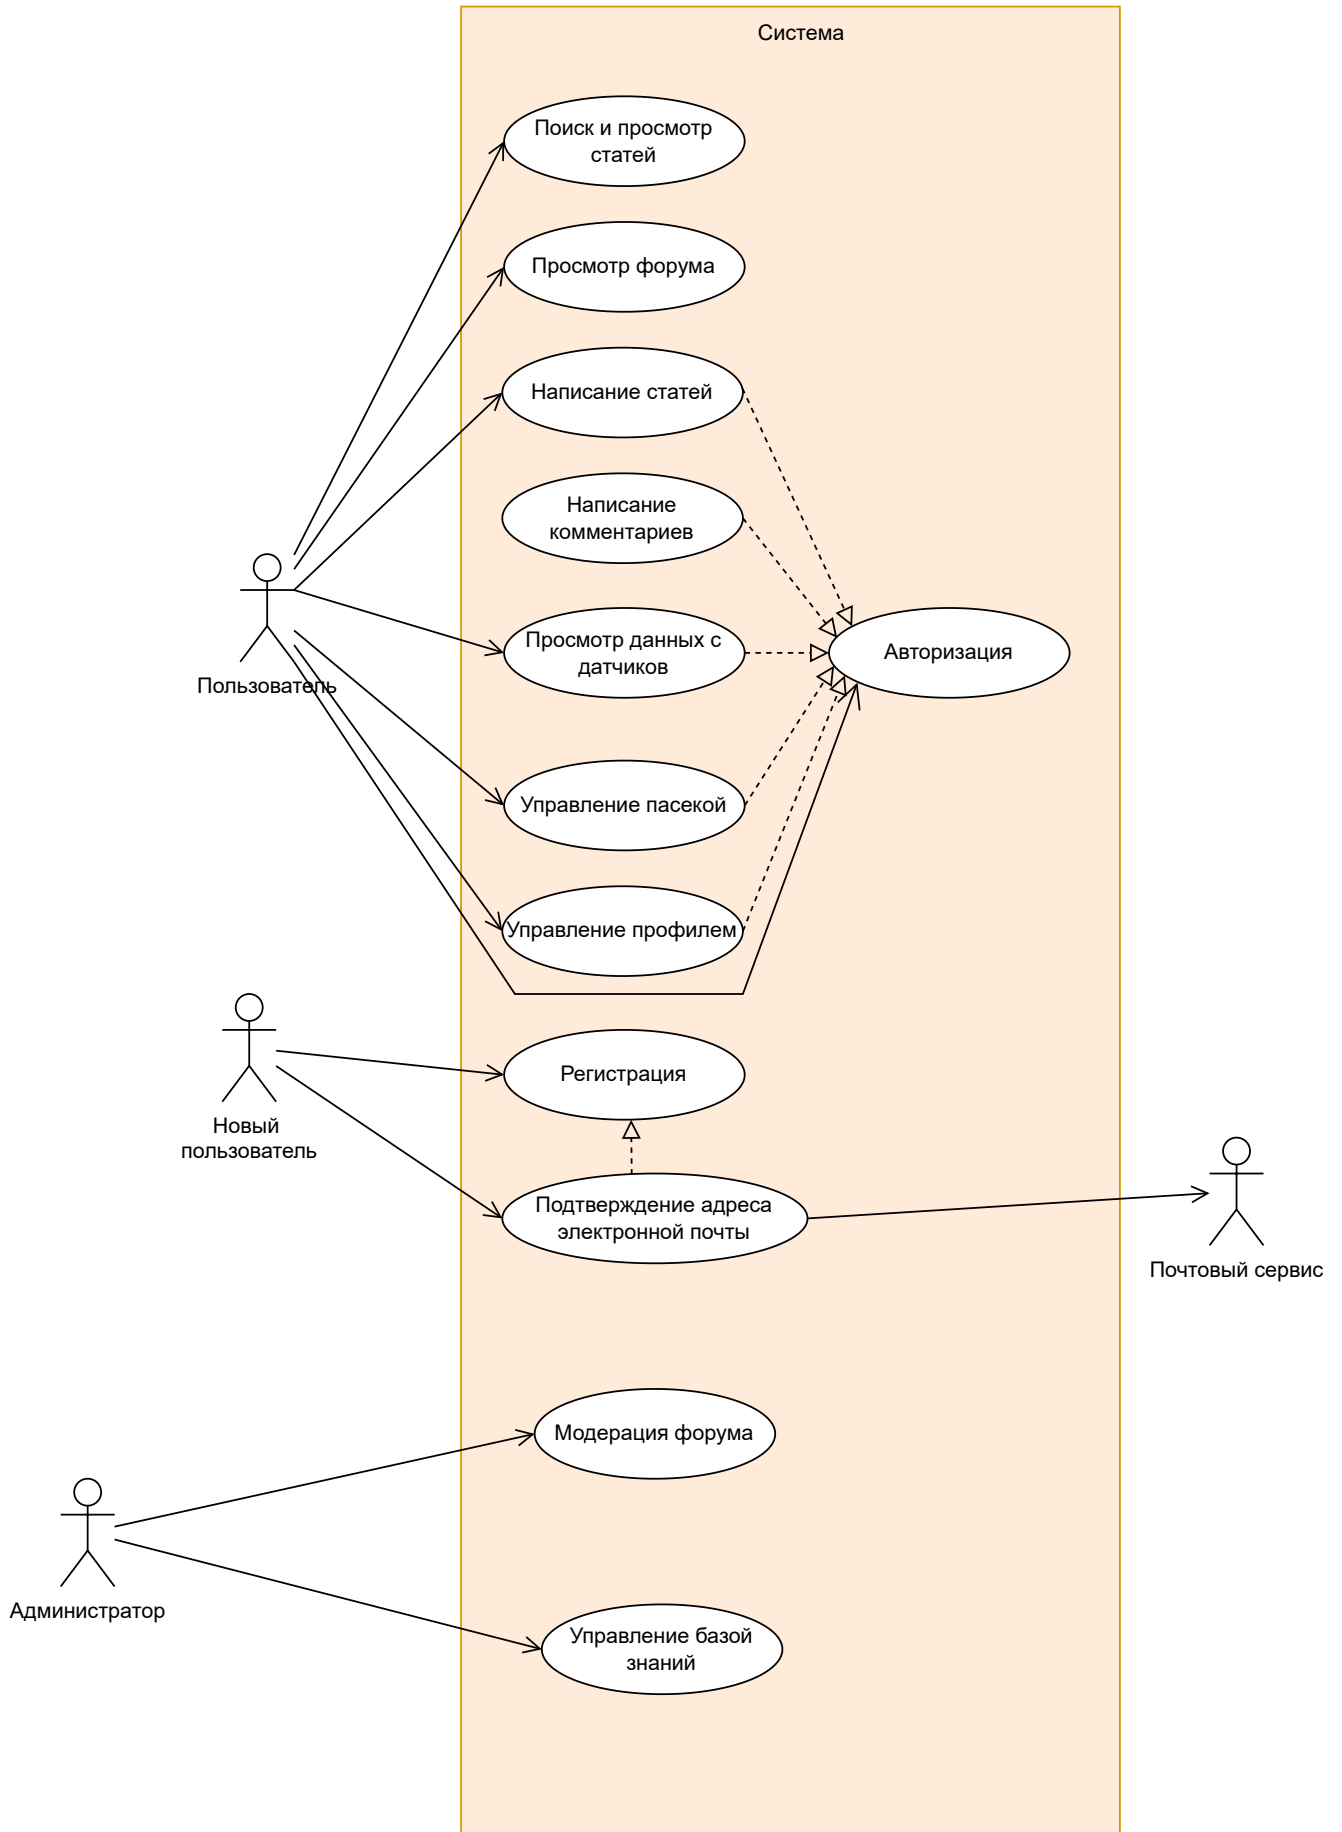 Система
Поиск и просмотр
статей
Просмотр форума
Написание статей
Написание
комментариев
Просмотр данных с
датчиков
Авторизация
Пользователь
Управление пасекой
Управление профилем
Регистрация
Новый
пользователь
Подтверждение адреса
электронной почты
Почтовый сервис
Модерация форума
Администратор
Управление базой
знаний